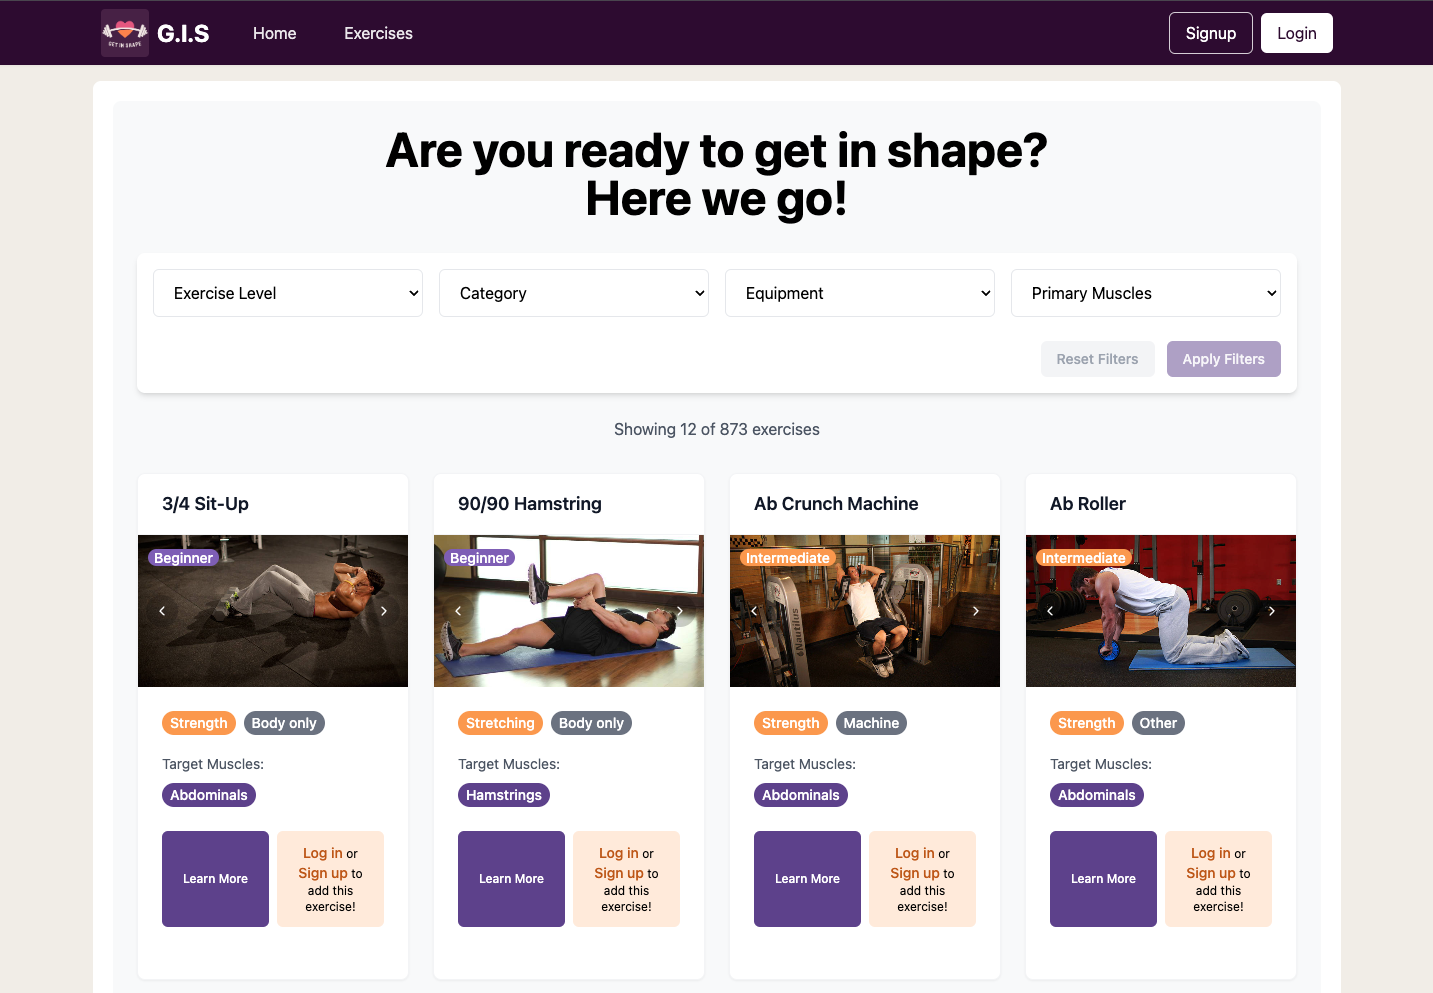 GET IN SHAPE
G.I.S
Home
Exercises
Signup
Login
Are you ready to get in shape?
Here we go!
Exercise Level
Category
Equipment
Primary Muscles
Reset Filters
Apply Filters
Showing 12 of 873 exercises
3/4 Sit-Up
Beginner
Strength
Body only
Target Muscles:
Abdominals
Learn More
Log in or
Sign up to
add this
exercise!
90/90 Hamstring
Beginner
Stretching
Body only
Target Muscles:
Hamstrings
Learn More
Log in or
Sign up to
add this
exercise!
Ab Crunch Machine
Intermediate
Nautilus
Strength
Machine
Target Muscles:
Abdominals
Learn More
Log in or
Sign up to
add this
exercise!
Ab Roller
Intermediate
Strength
Other
Target Muscles:
Abdominals
Learn More
Log in or
Sign up to
add this
exercise!